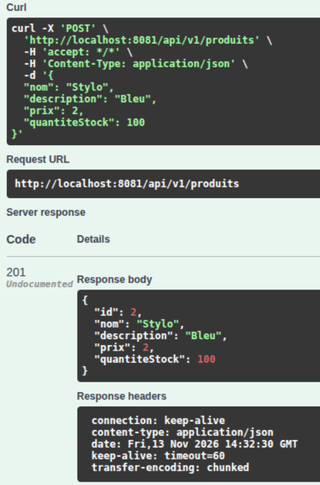 Curl
curl -X 'POST' \
'http://localhost:8081/api/v1/produits' \
-H 'accept: */*' \
-H 'Content-Type: application/json' \
-d '{
"nom": "Stylo",
"description": "Bleu",
"prix": 2,
"quantiteStock": 100
}'
Request URL
http://localhost:8081/api/v1/produits
Server response
Code Details
201
Undocumented
Response body
{
"id": 2,
"nom": "Stylo",
"description": "Bleu",
"prix": 2,
"quantiteStock": 100
}
Response headers
connection: keep-alive
content-type: application/json
date: Fri,13 Nov 2026 14:32:30 GMT
keep-alive: timeout=60
transfer-encoding: chunked